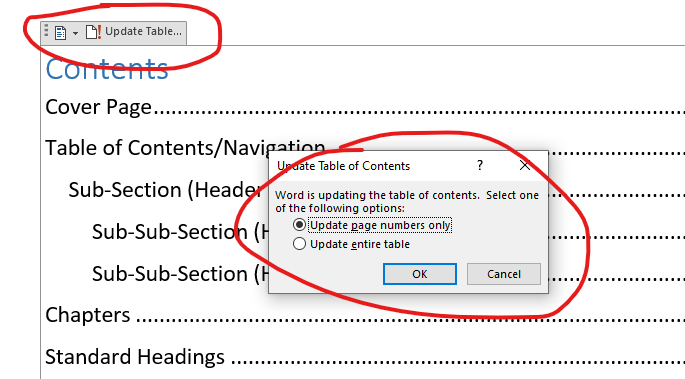 Update Table...
Contents
Cover Page
Table of Contents/Navigation
Update Table of Contents ?
Sub-Section (Header
Word is updating the table of contents. Select one
of the following options:
Update page numbers only
Sub-Sub-Section (H
Update entire table
Sub-Sub-Section (H
OK Cancel
Chapters
Standard Headings